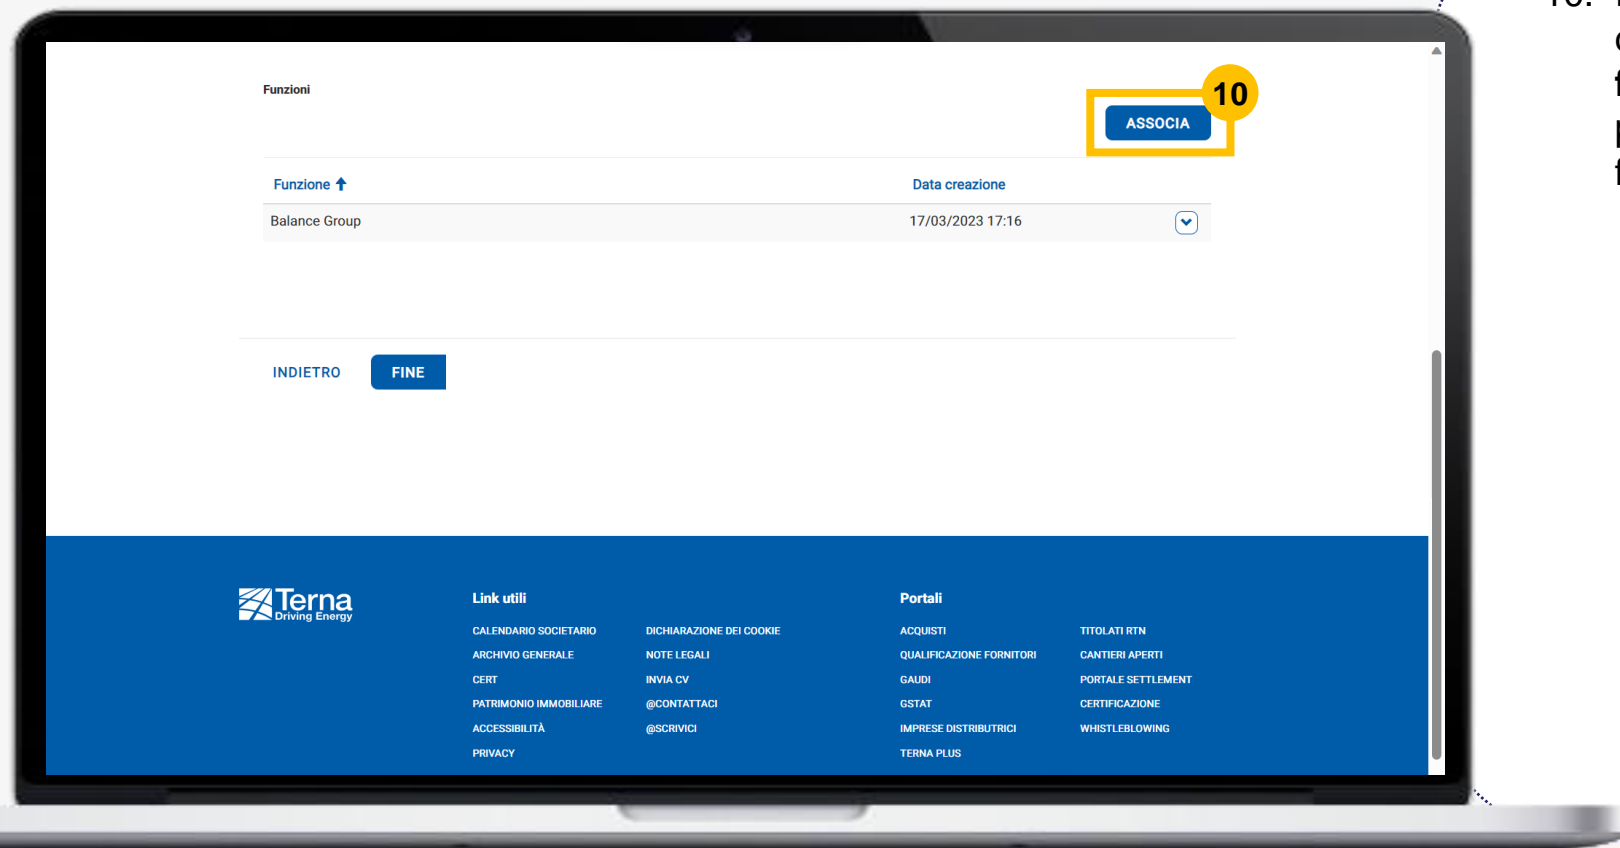 Funzioni
10
ASSOCIA
Funzione
Data creazione
Balance Group
17/03/2023 17:16
INDIETRO
FINE
Terna
Driving Energy
Link utili
CALENDARIO SOCIETARIO
ARCHIVIO GENERALE
CERT
PATRIMONIO IMMOBILIARE
ACCESSIBILITÀ
PRIVACY
DICHIARAZIONE DEI COOKIE
NOTE LEGALI
INVIA CV
@CONTATTACI
@SCRIVICI
Portali
ACQUISTI
QUALIFICAZIONE FORNITORI
GAUDI
GSTAT
IMPRESE DISTRIBUTRICI
TERNA PLUS
TITOLATI RTN
CANTIERI APERTI
PORTALE SETTLEMENT
CERTIFICAZIONE
WHISTLEBLOWING